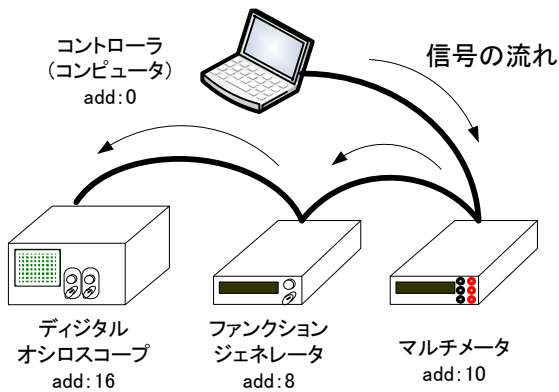 コントローラ
(コンピュータ)
add:0
信号の流れ
ディジタル
オシロスコープ
add:16
ファンクション
ジェネレータ
add:8
マルチメータ
add:10